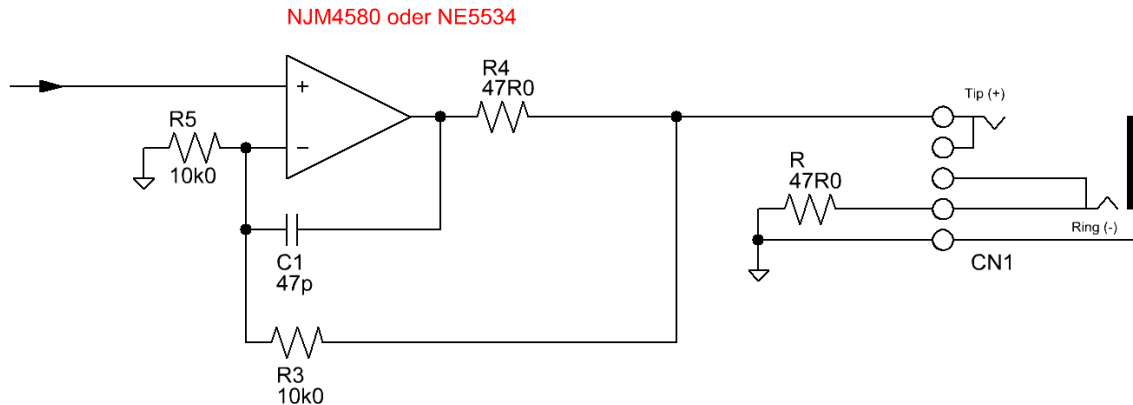 NJM4580 oder NE5534
R4
47R0
Tip (+)
+
R5
10k0
−
R
47R0
C1
47p
Ring (-)
CN1
R3
10k0